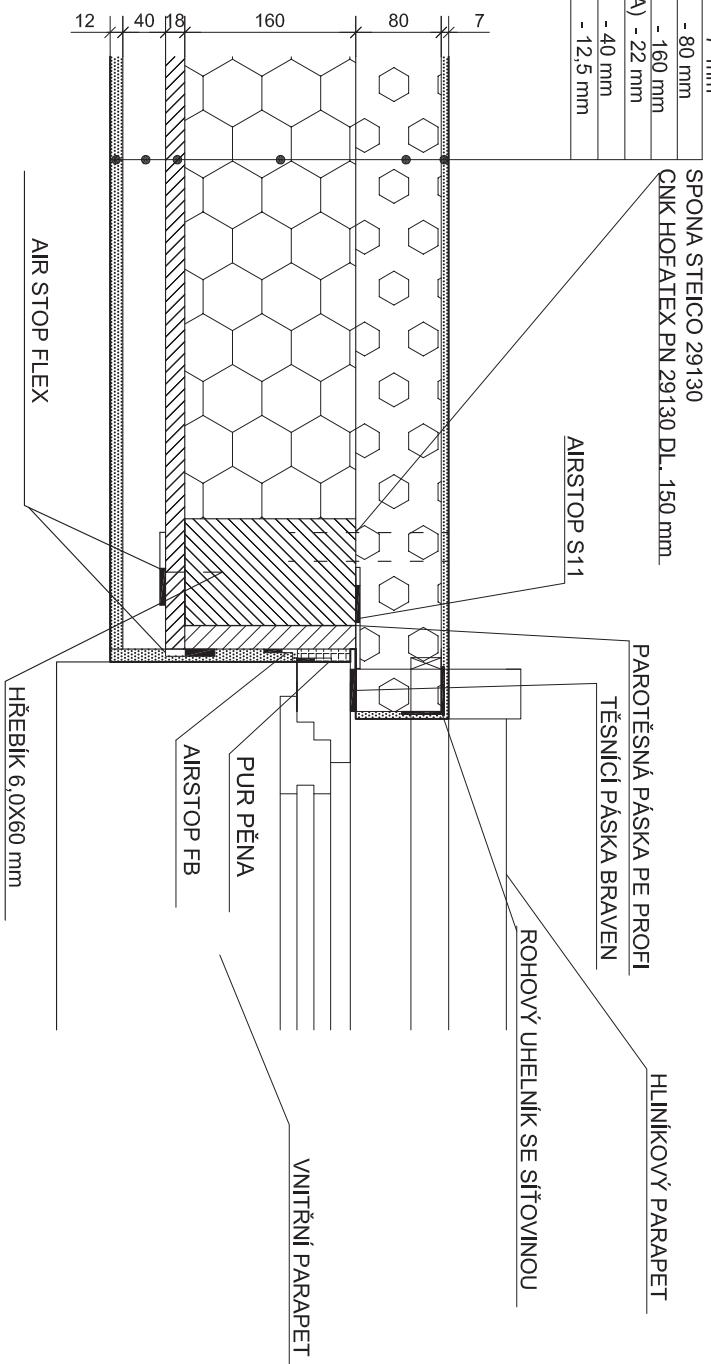 12 40 18 160 80 7
7 mm
- 80 mm
- 160 mm
A) - 22 mm
- 40 mm
- 12,5 mm
SPONA STEICO 29130
CNK HOFATEX PN 29130 DL. 150 mm
AIRSTOP S11
PAROTĚSNÁ PÁSKA PE PROFI
TĚSNÍCÍ PÁSKA BRAVEN
HLINÍKOVÝ PARAPET
ROHOVÝ UHELNÍK SE SÍŤOVINOU
VNITŘNÍ PARAPET
PUR PĚNA
AIRSTOP FB
AIR STOP FLEX
HŘEBÍK 6,0X60 mm